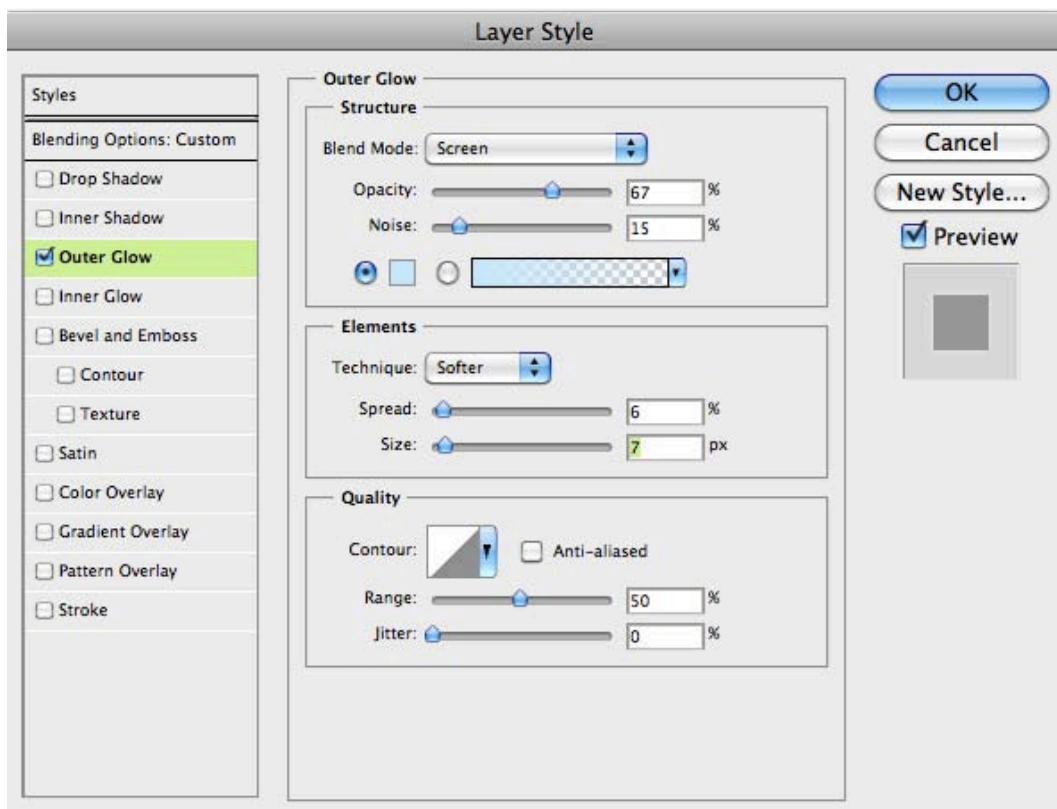 Layer Style
Styles
Blending Options: Custom
Drop Shadow
Inner Shadow
Outer Glow
Inner Glow
Bevel and Emboss
Contour
Texture
Satin
Color Overlay
Gradient Overlay
Pattern Overlay
Stroke
Outer Glow
Structure
Blend Mode: Screen
Opacity: 67 %
Noise: 15 %
Elements
Technique: Softer
Spread: 6 %
Size: 7 px
Quality
Contour: Anti-aliased
Range: 50 %
Jitter: 0 %
OK
Cancel
New Style...
Preview